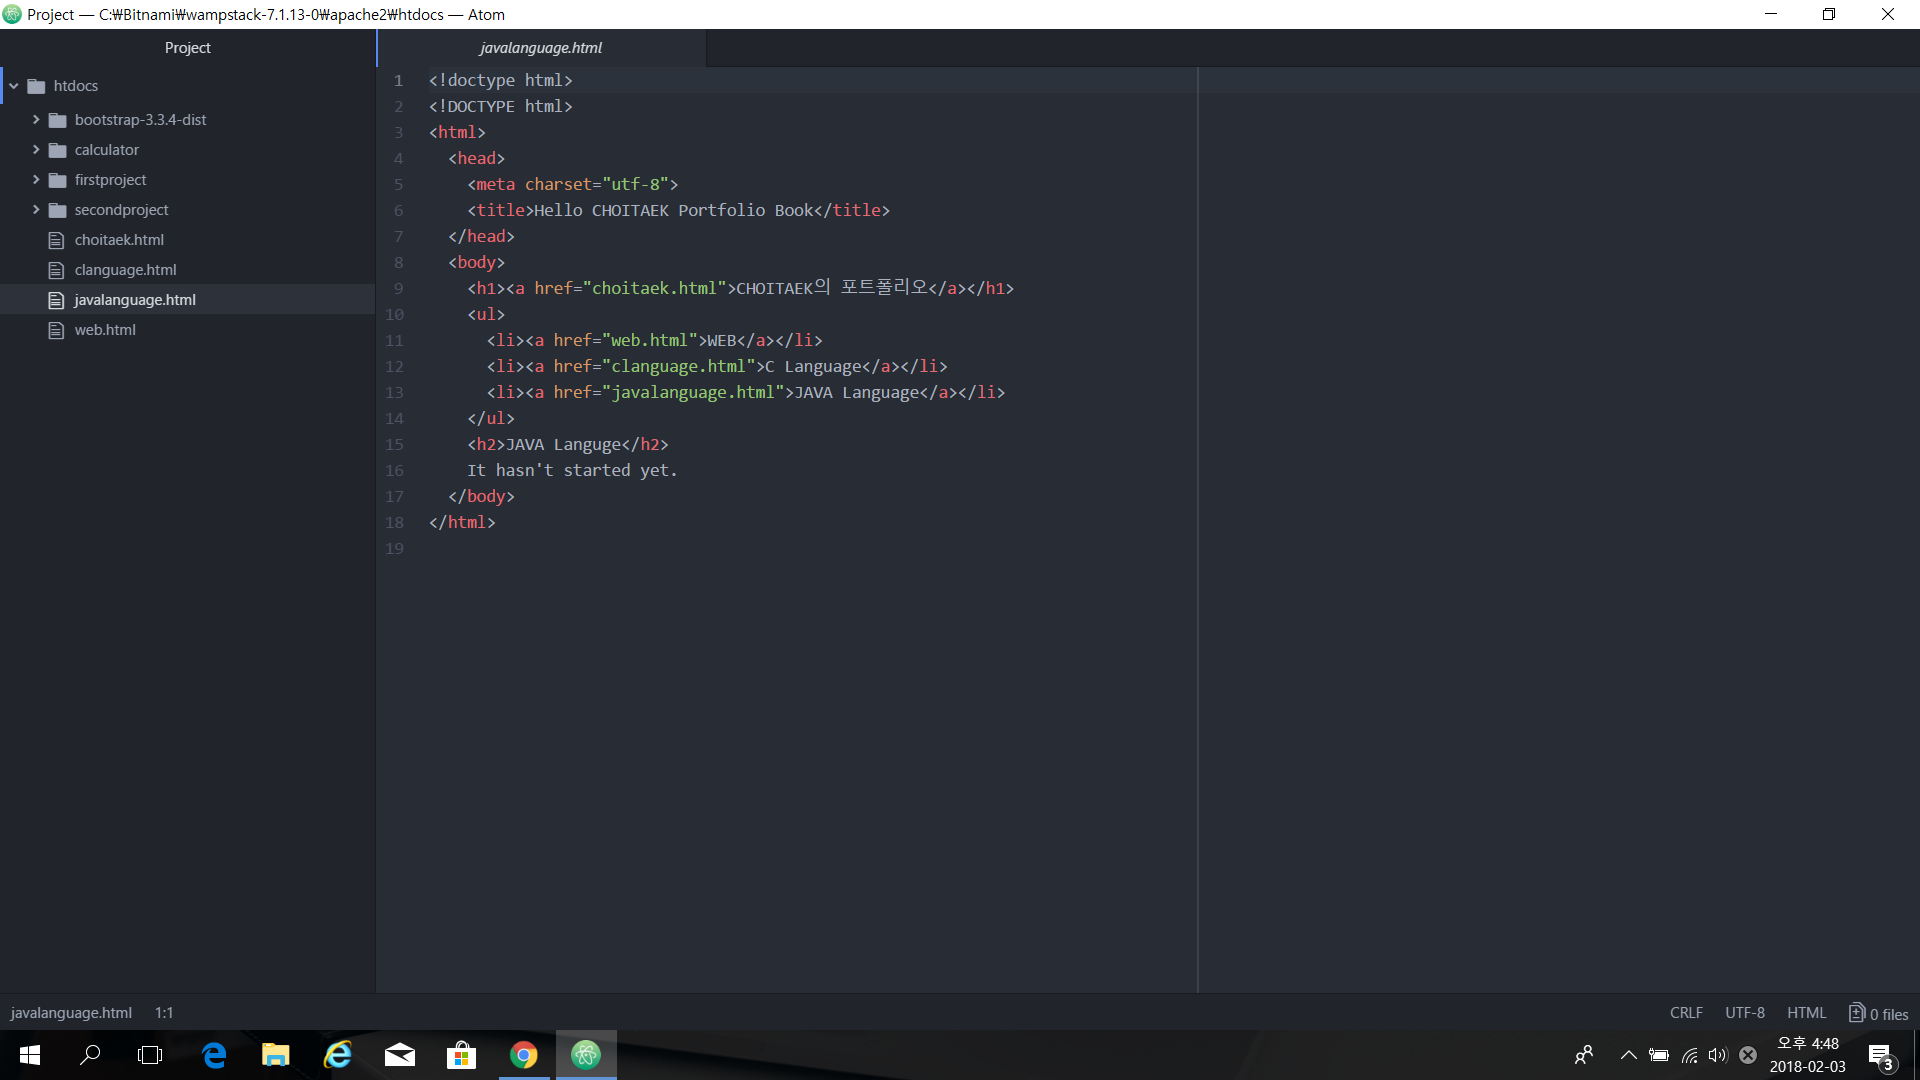 Project — C:₩Bitnami₩wampstack-7.1.13-0₩apache2₩htdocs — Atom
Project
htdocs
bootstrap-3.3.4-dist
calculator
firstproject
secondproject
choitaek.html
clanguage.html
javalanguage.html
web.html
javalanguage.html
1 <!doctype html>
2 <!DOCTYPE html>
3 <html>
4 <head>
5 <meta charset="utf-8">
6 <title>Hello CHOITAEK Portfolio Book</title>
7 </head>
8 <body>
9 <h1><a href="choitaek.html">CHOITAEK의 포트폴리오</a></h1>
10 <ul>
11 <li><a href="web.html">WEB</a></li>
12 <li><a href="clanguage.html">C Language</a></li>
13 <li><a href="javalanguage.html">JAVA Language</a></li>
14 </ul>
15 <h2>JAVA Languge</h2>
16 It hasn't started yet.
17 </body>
18 </html>
19
javalanguage.html 1:1
CRLF UTF-8 HTML 0 files
오후 4:48
2018-02-03
3